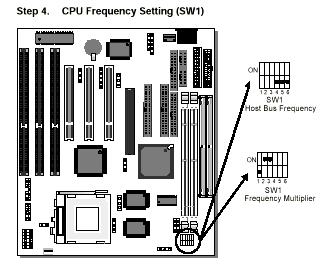 Step 4. CPU Frequency Setting (SW1)
ON
1 2 3 4 5 6
SW1
Host Bus Frequency
ON
1 2 3 4 5 6
SW1
Frequency Multiplier